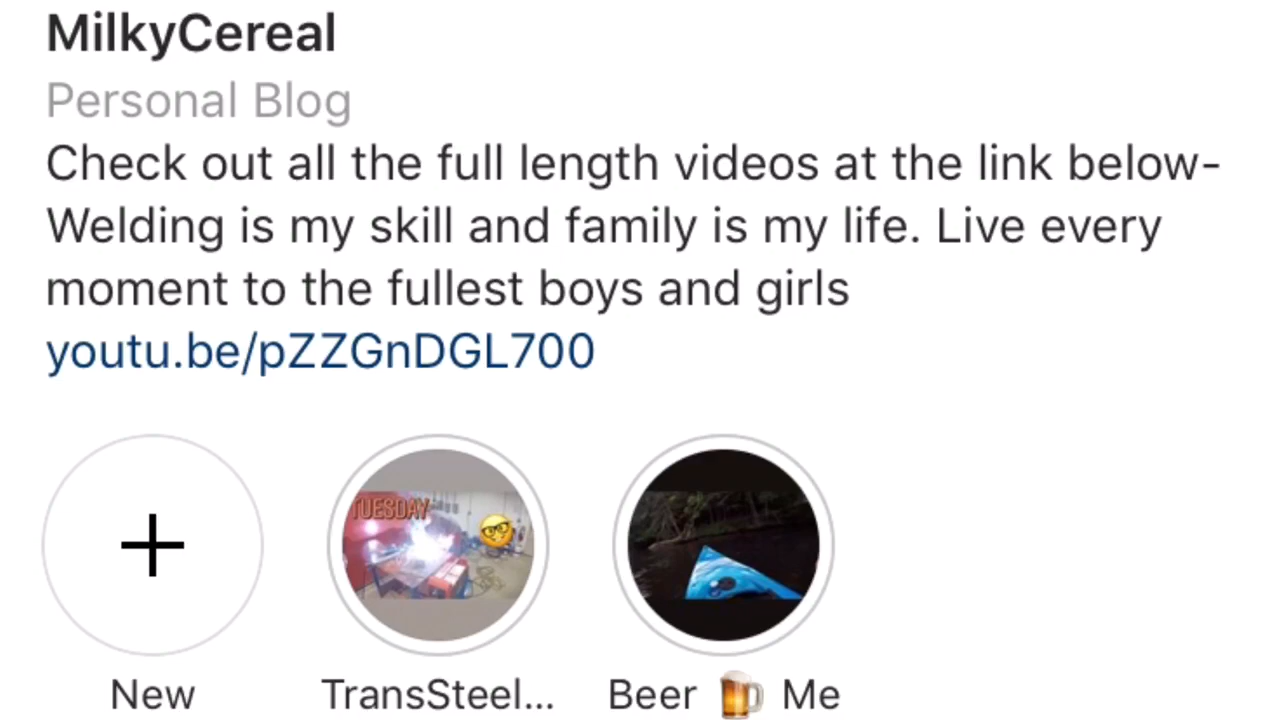 MilkyCereal
Personal Blog
Check out all the full length videos at the link below-
Welding is my skill and family is my life. Live every
moment to the fullest boys and girls
youtu.be/pZZGnDGL700
TUESDAY
New
TransSteel...
Beer 🍺 Me